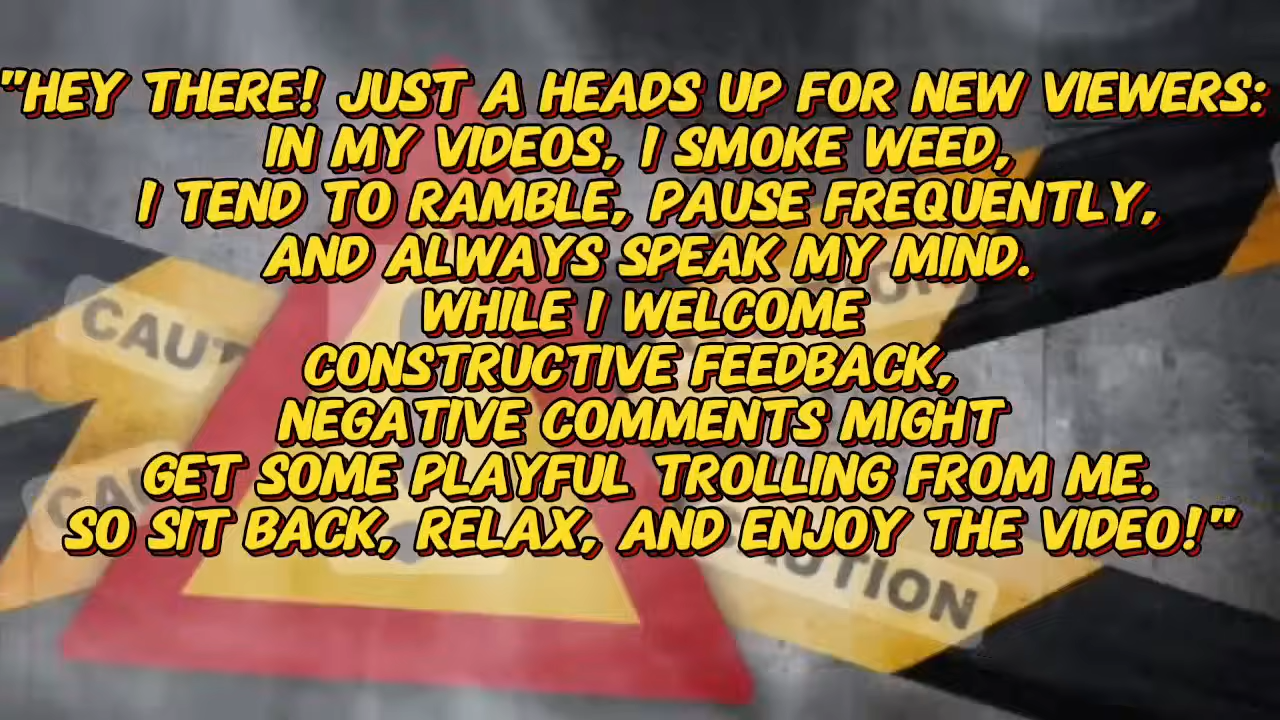 "HEY THERE! JUST A HEADS UP FOR NEW VIEWERS:
IN MY VIDEOS, I SMOKE WEED,
I TEND TO RAMBLE, PAUSE FREQUENTLY,
AND ALWAYS SPEAK MY MIND.
WHILE I WELCOME
CONSTRUCTIVE FEEDBACK,
NEGATIVE COMMENTS MIGHT
GET SOME PLAYFUL TROLLING FROM ME.
SO SIT BACK, RELAX, AND ENJOY THE VIDEO!"